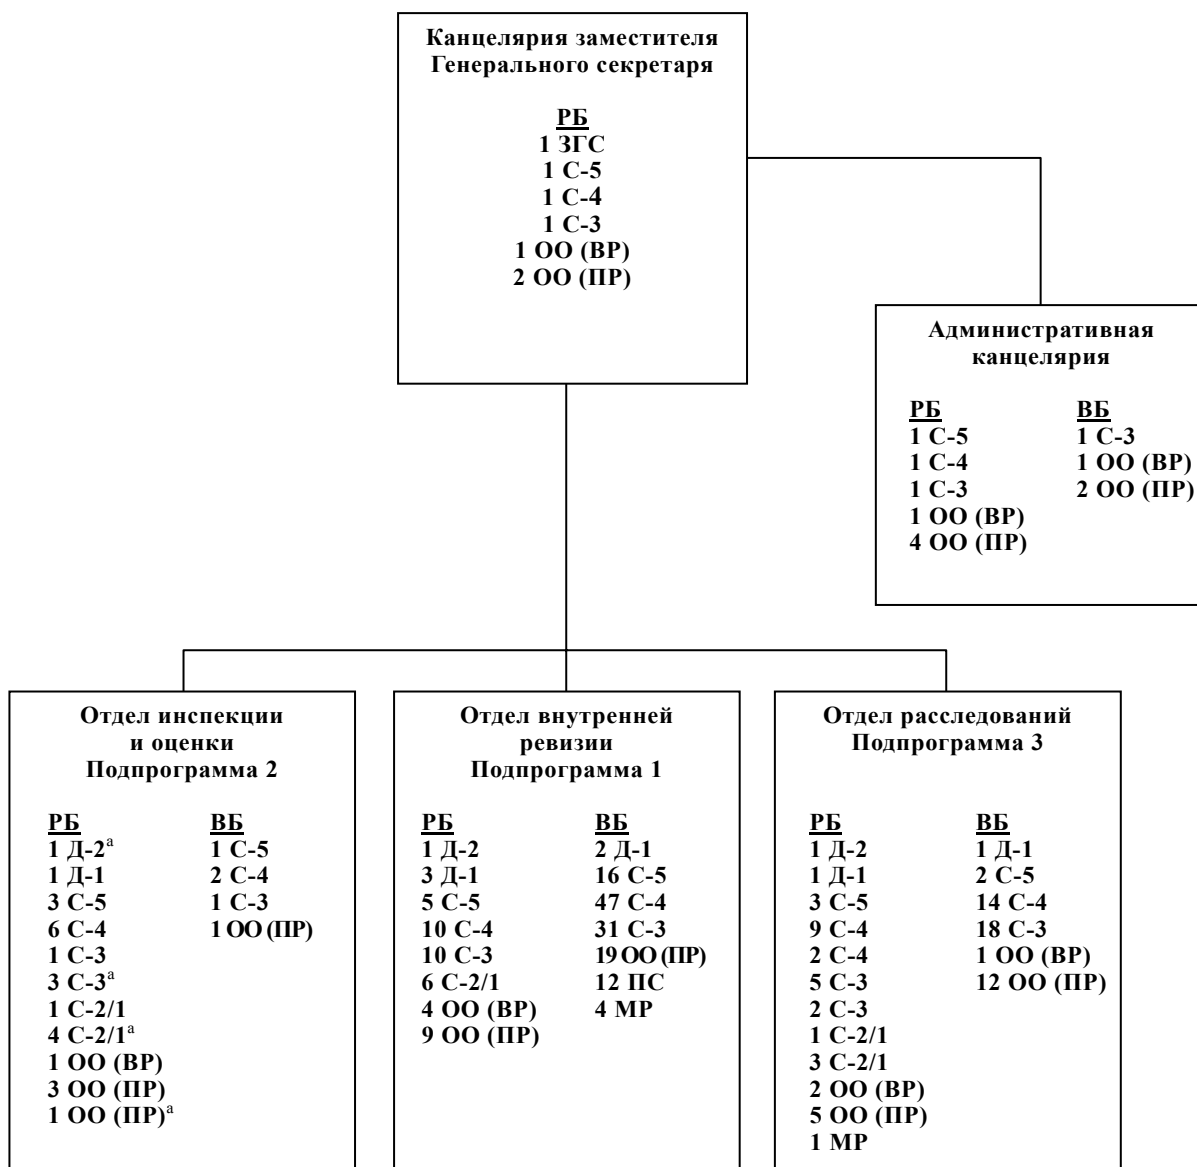 Канцелярия заместителя
Генерального секретаря
РБ
1 ЗГС
1 С-5
1 С-4
1 С-3
1 ОО (ВР)
2 ОО (ПР)
Административная
канцелярия
РБ
1 С-5
1 С-4
1 С-3
1 ОО (ВР)
4 ОО (ПР)
ВБ
1 С-3
1 ОО (ВР)
2 ОО (ПР)
Отдел инспекции
и оценки
Подпрограмма 2
РБ
1 Д-2ᵃ
1 Д-1
3 С-5
6 С-4
1 С-3
3 С-3ᵃ
1 С-2/1
4 С-2/1ᵃ
1 ОО (ВР)
3 ОО (ПР)
1 ОО (ПР)ᵃ
ВБ
1 С-5
2 С-4
1 С-3
1 ОО (ПР)
Отдел внутренней
ревизии
Подпрограмма 1
РБ
1 Д-2
3 Д-1
5 С-5
10 С-4
10 С-3
6 С-2/1
4 ОО (ВР)
9 ОО (ПР)
ВБ
2 Д-1
16 С-5
47 С-4
31 С-3
19 ОО (ПР)
12 ПС
4 МР
Отдел расследований
Подпрограмма 3
РБ
1 Д-2
1 Д-1
3 С-5
9 С-4
2 С-4
5 С-3
2 С-3
1 С-2/1
3 С-2/1
2 ОО (ВР)
5 ОО (ПР)
1 МР
ВБ
1 Д-1
2 С-5
14 С-4
18 С-3
1 ОО (ВР)
12 ОО (ПР)